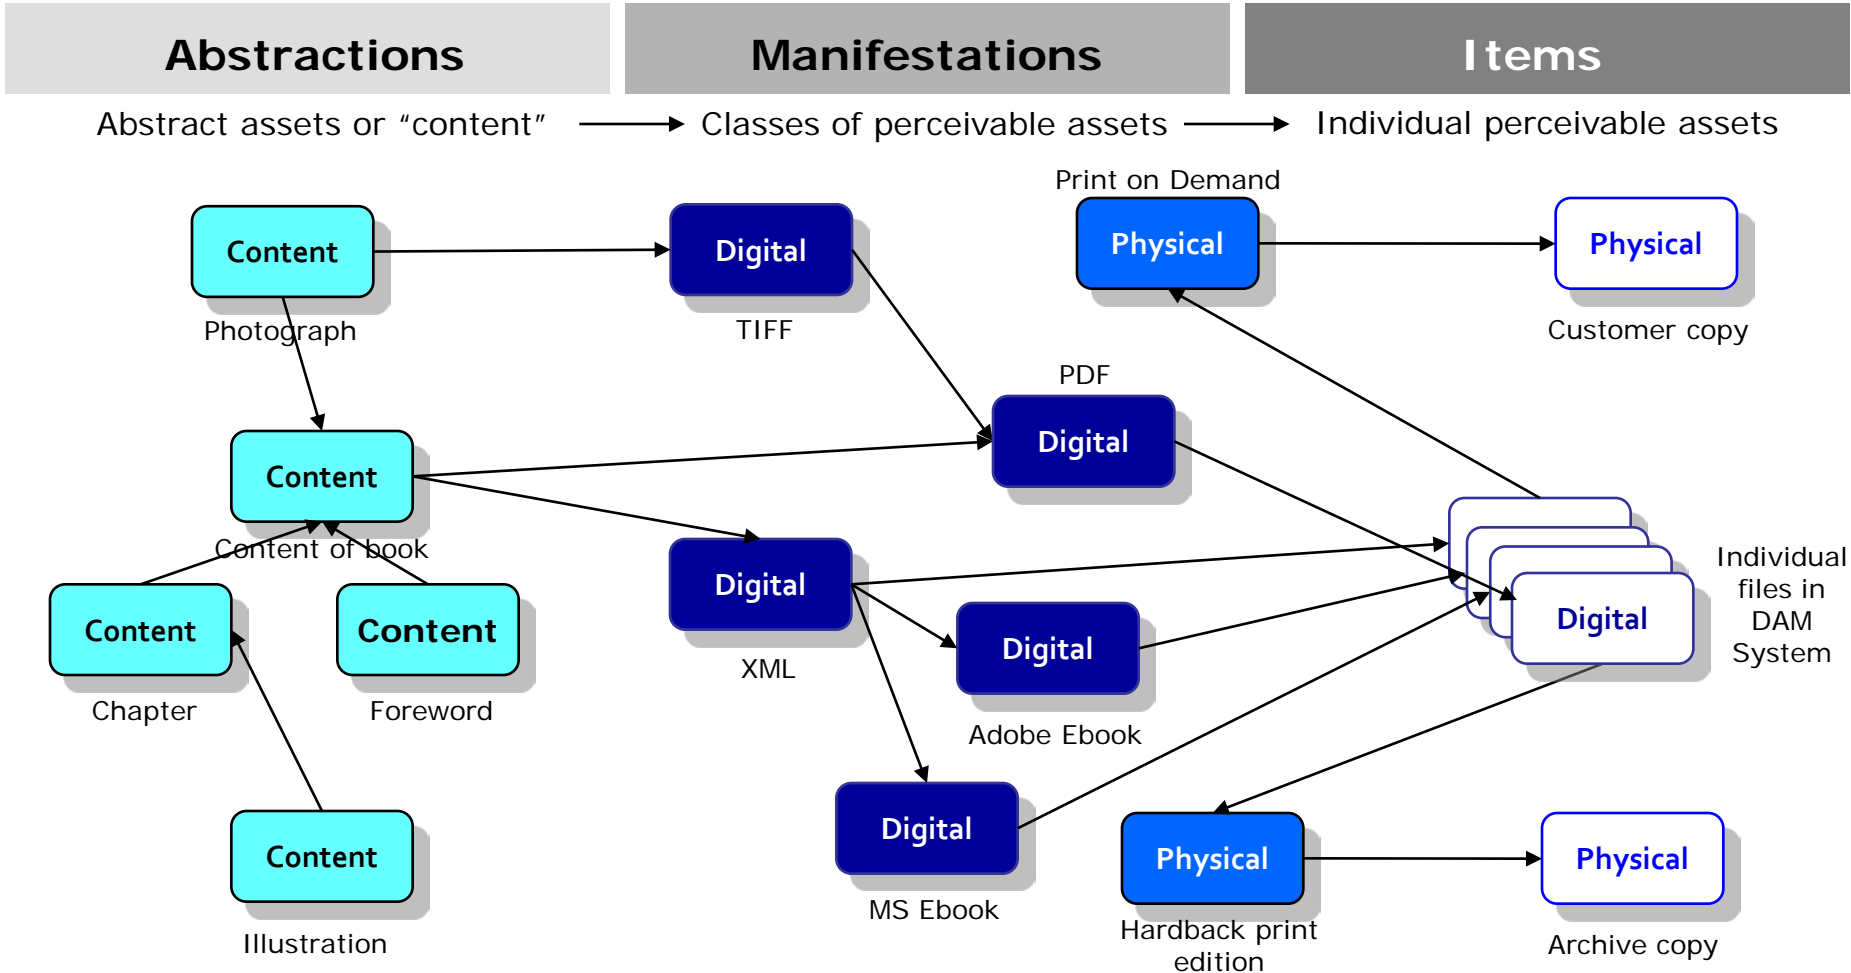 Abstractions
Manifestations
Items
Abstract assets or “content”
Classes of perceivable assets
Individual perceivable assets
Print on Demand
Content
Digital
Physical
Physical
Photograph
TIFF
Customer copy
PDF
Content
Digital
Content of book
Digital
Individual
files in
DAM
System
Content
Content
Digital
Digital
XML
Chapter
Foreword
Adobe Ebook
Content
Digital
Physical
Physical
MS Ebook
Illustration
Hardback print
edition
Archive copy